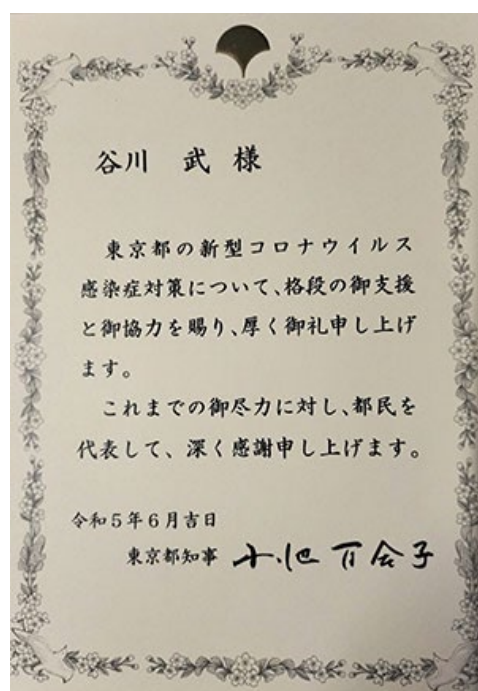 谷川 武 様
東京都の新型コロナウイルス
感染症対策について、格段の御支援
と御協力を賜り、厚く御礼申し上げ
ます。
これまでの御尽力に対し、都民を
代表して、深く感謝申し上げます。
令和5年6月吉日
東京都知事 小池百合子